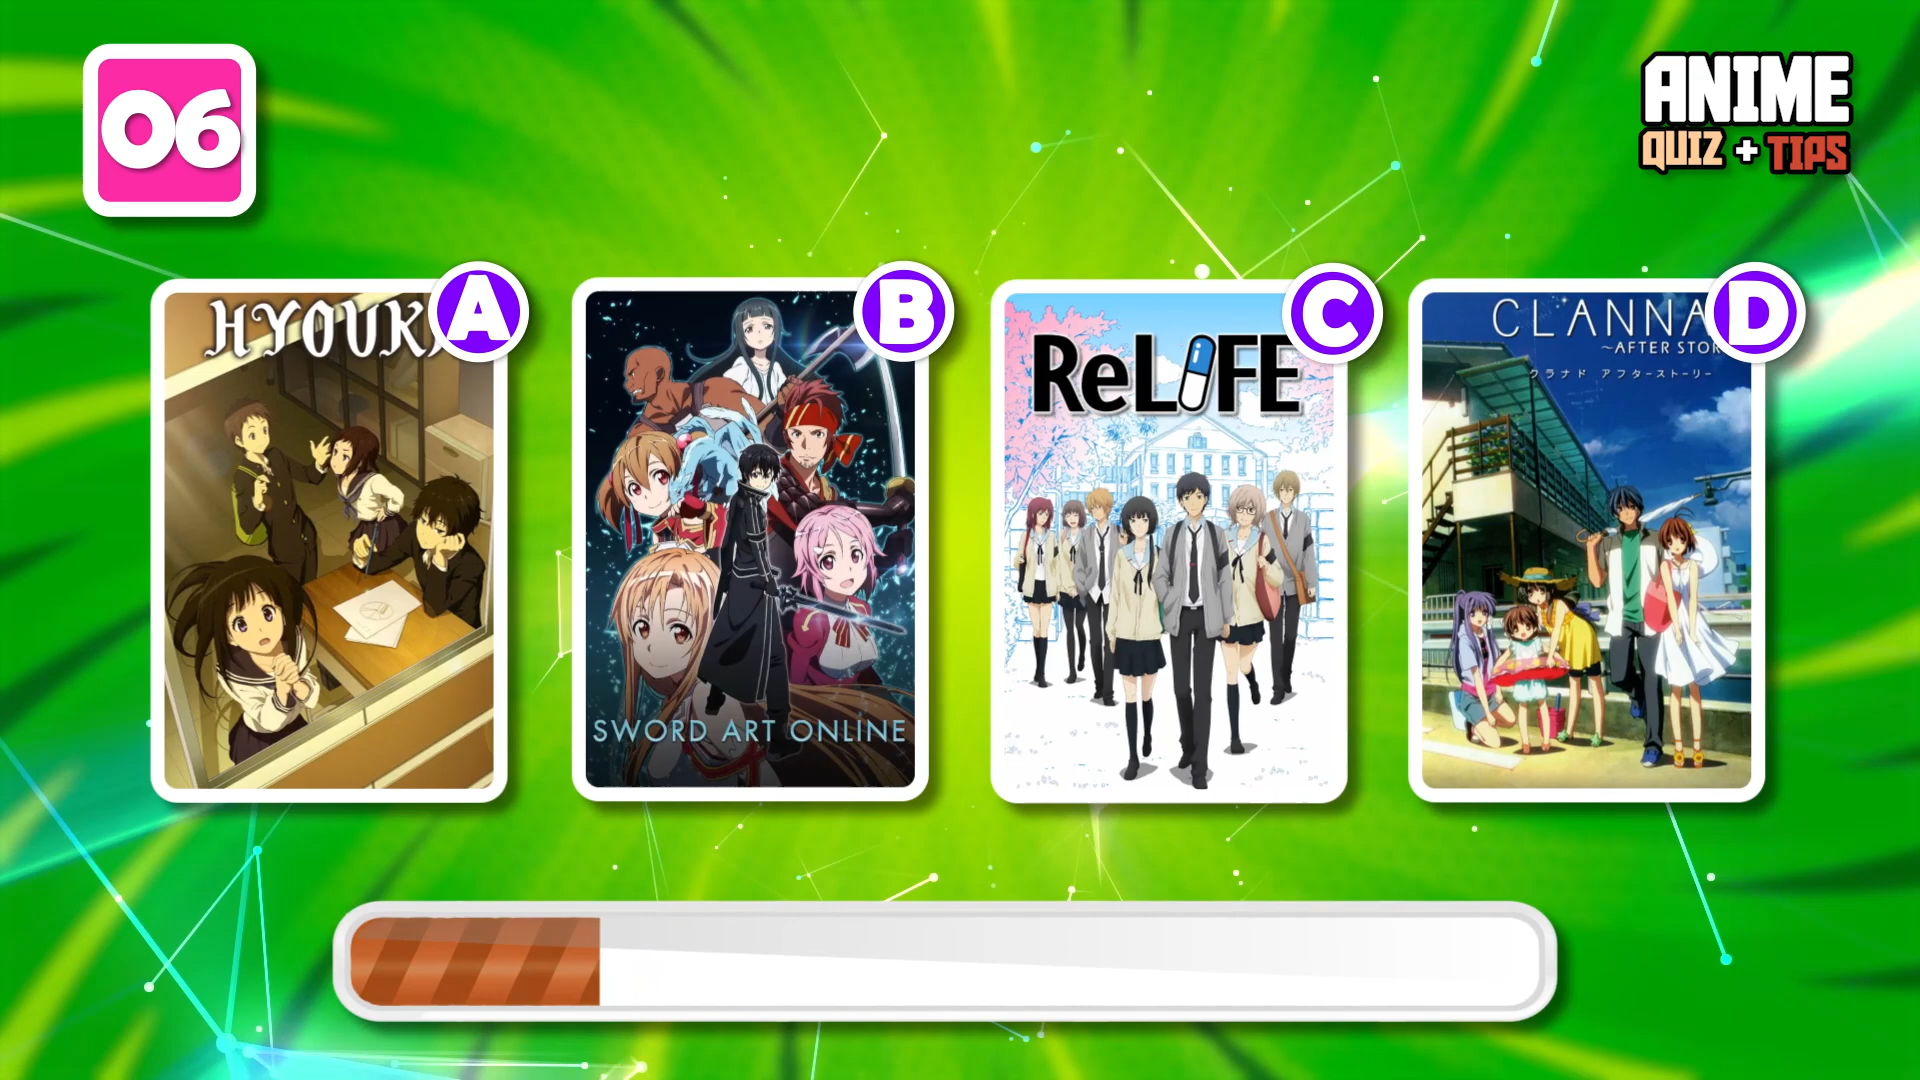 06
ANIME
QUIZ + TIPS
A
HYOUK
B
SWORD ART ONLINE
C
ReLIFE
D
CLANNA
~AFTER STOR
クラナド アフターストーリー